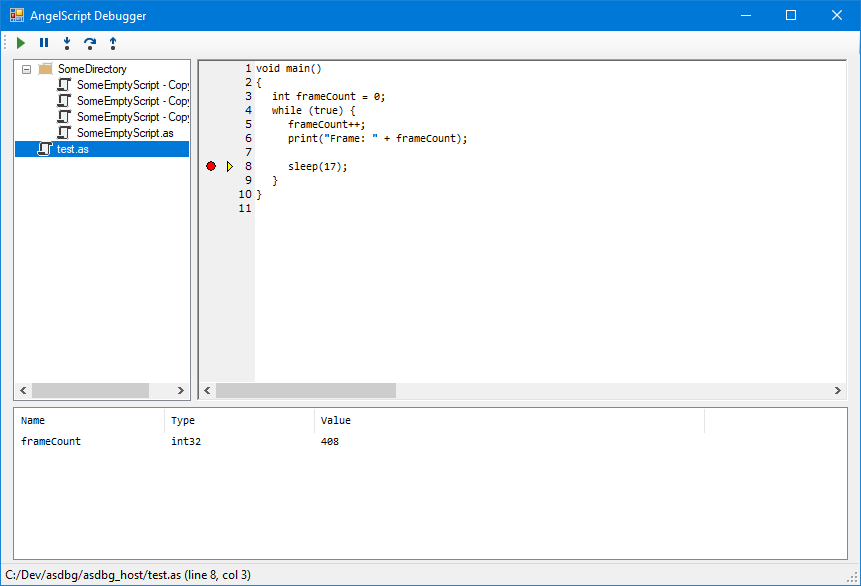 AngelScript Debugger
SomeDirectory
SomeEmptyScript - Copy
SomeEmptyScript - Copy
SomeEmptyScript - Copy
SomeEmptyScript.as
test.as
1 void main()
2 {
3 int frameCount = 0;
4 while (true) {
5 frameCount++;
6 print("Frame: " + frameCount);
7
8 sleep(17);
9 }
10 }
11
Name Type Value
frameCount int32 408
C:/Dev/asdbg/asdbg_host/test.as (line 8, col 3)